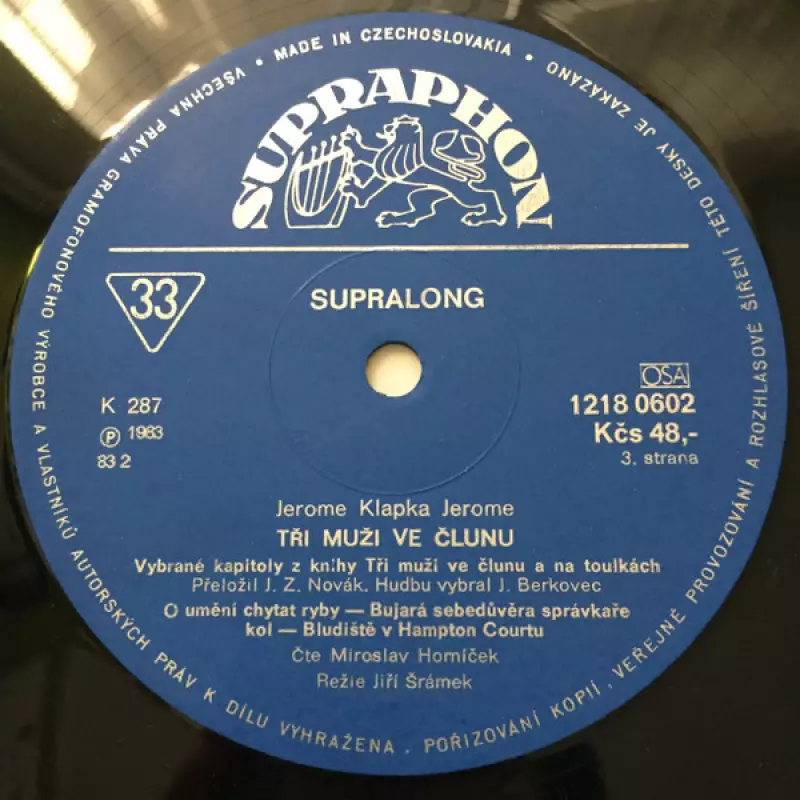 VŠECHNA PRÁVA GRAMOFONOVÉHO VÝROBCE A VLASTNÍKŮ AUTORSKÝCH PRÁV K DÍLU VYHRAŽENA . POŘIZOVÁNÍ KOPIÍ, VEŘEJNÉ PROVOZOVÁNÍ A ROZHLASOVÉ ŠÍŘENÍ TÉTO DESKY JE ZAKÁZÁNO • MADE IN CZECHOSLOVAKIA •
SUPRAPHON
33
SUPRALONG
OSA
K 287
1218 0602
Ⓟ 1983
Kčs 48,-
83 2
3. strana
Jerome Klapka Jerome
TŘI MUŽI VE ČLUNU
Vybrané kapitoly z knihy Tři muži ve člunu a na toulkách
Přeložil J. Z. Novák. Hudbu vybral J. Berkovec
O umění chytat ryby — Bujará sebedůvěra správkaře
kol — Bludiště v Hampton Courtu
Čte Miroslav Horníček
Režie Jiří Šrámek